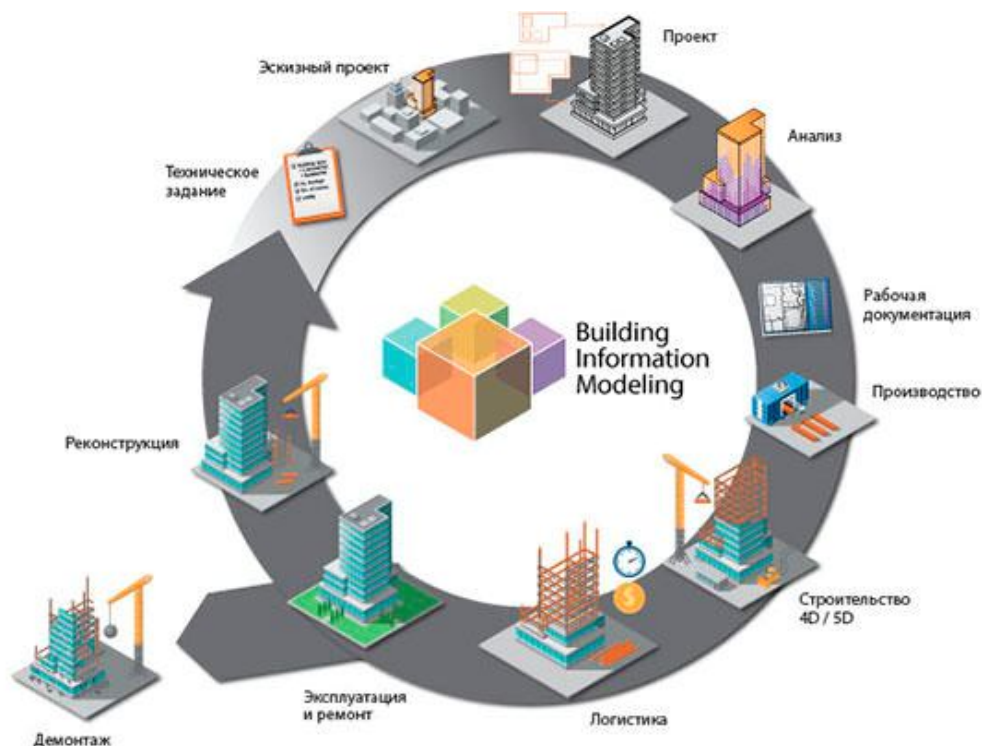 Проект
Эскизный проект
Анализ
Техническое
задание
Рабочая
документация
Building
Information
Modeling
Производство
Реконструкция
Строительство
4D / 5D
Эксплуатация
и ремонт
Логистика
Демонтаж